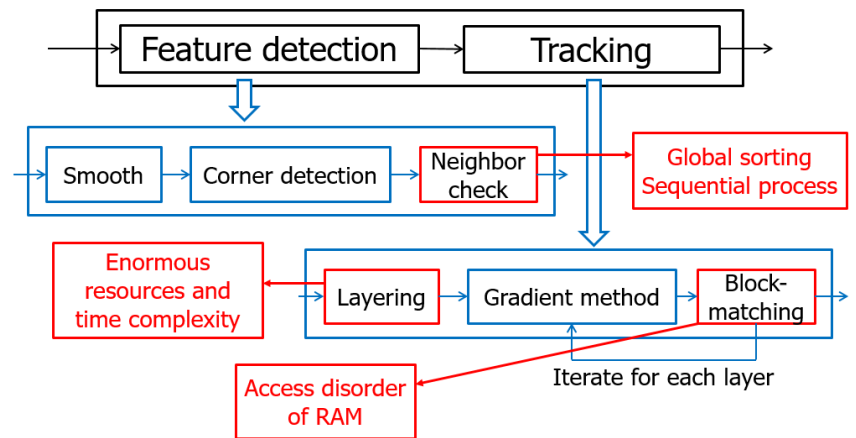 Feature detection
Tracking
Smooth
Corner detection
Neighbor
check
Global sorting
Sequential process
Enormous
resources and
time complexity
Layering
Gradient method
Block-
matching
Iterate for each layer
Access disorder
of RAM